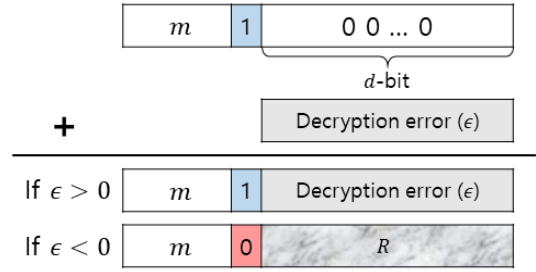 m 1 0 0 ... 0
d-bit
+ Decryption error (ϵ)
If ϵ > 0 m 1 Decryption error (ϵ)
If ϵ < 0 m 0 R